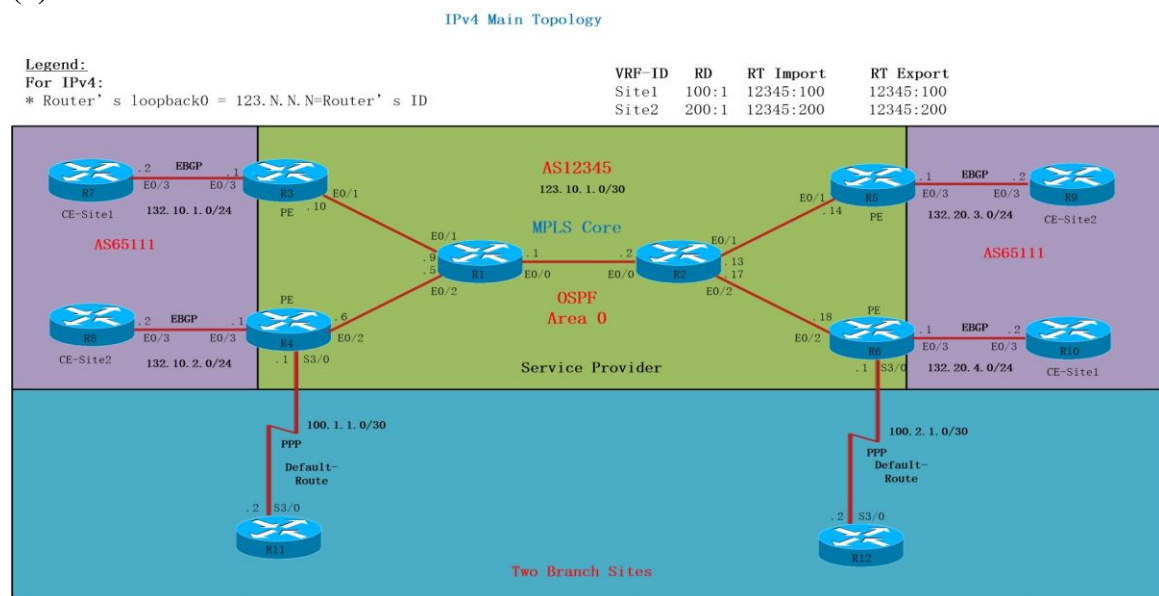 IPv4 Main Topology
Legend:
For IPv4:
* Router's loopback0 = 123.N.N.N=Router's ID
VRF-ID RD RT Import RT Export
Site1 100:1 12345:100 12345:100
Site2 200:1 12345:200 12345:200
.2 EBGP .1
R7 E0/3 E0/3 R3 E0/1
CE-Site1 132.10.1.0/24 PE .10
AS65111
AS12345
123.10.1.0/30
MPLS Core
E0/1
.9 .1 .2 E0/1
.5 R1 E0/0 E0/0 R2 .13
.17
E0/2 E0/2
OSPF
Area 0
Service Provider
PE
.2 EBGP .1 .6
R8 E0/3 E0/3 R4 E0/2
CE-Site2 132.10.2.0/24 .1 S3/0
.1 EBGP .2
E0/1 R5 E0/3 E0/3 R9
.14 PE 132.20.3.0/24 CE-Site2
AS65111
PE
.18 .1 EBGP .2
E0/2 R6 E0/3 E0/3 R10
.1 S3/0 132.20.4.0/24 CE-Site1
100.1.1.0/30
PPP
Default-
Route
.2 S3/0
R11
100.2.1.0/30
PPP
Default-
Route
.2 S3/0
R12
Two Branch Sites